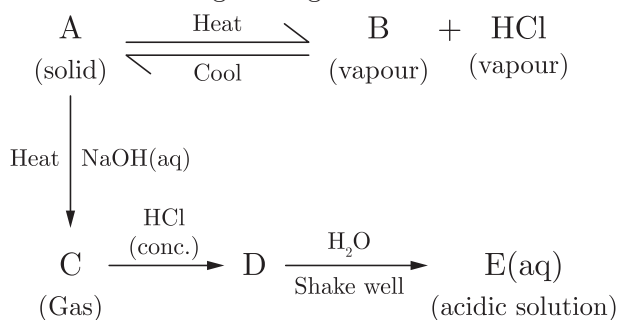 A Heat B + HCl
(solid) Cool (vapour) (vapour)
Heat NaOH(aq)
HCl
(conc.)
H₂O
C D E(aq)
Shake well
(Gas) (acidic solution)